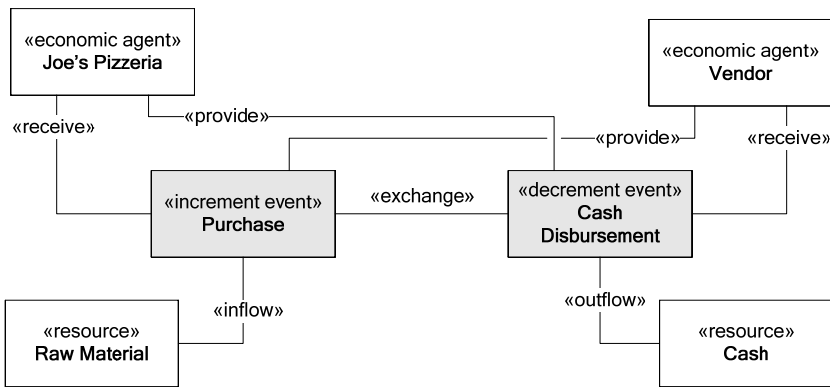 «economic agent»
Joe's Pizzeria
«economic agent»
Vendor
«receive»
«provide»
«provide»
«receive»
«increment event»
Purchase
«exchange»
«decrement event»
Cash
Disbursement
«inflow»
«outflow»
«resource»
Raw Material
«resource»
Cash